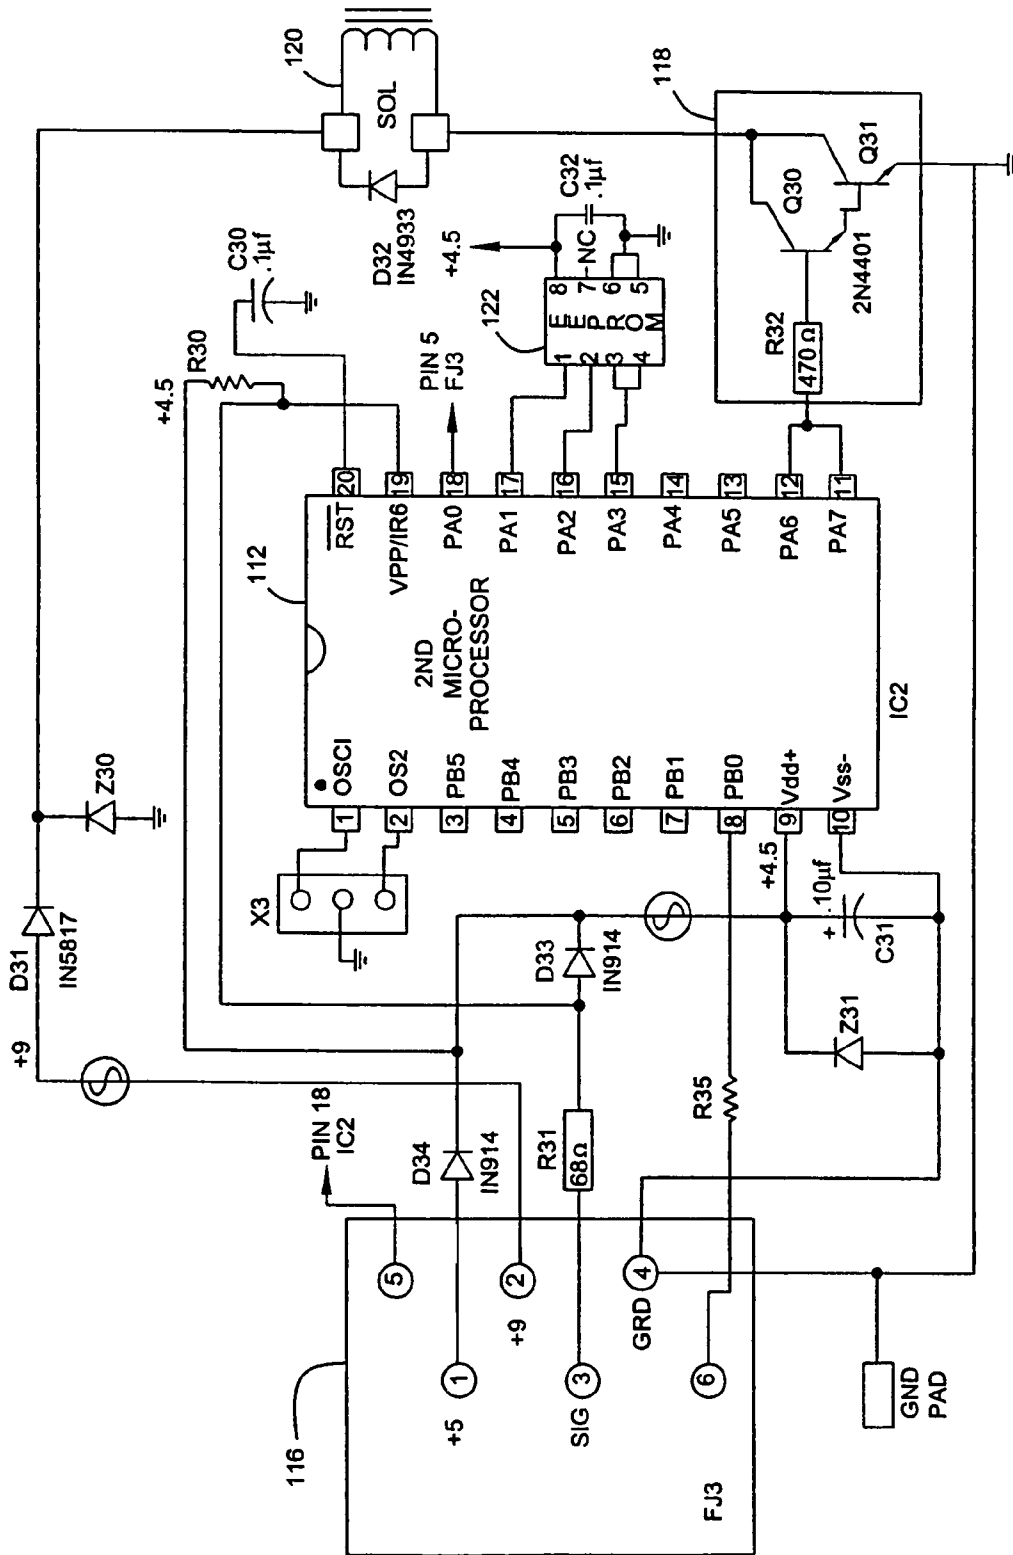 116
FJ3
5
+5
1
+9
2
SIG
3
GRD
4
6
GND
PAD
PIN 18
IC2
D34
IN914
R31
68Ω
R35
+9
D31
IN5817
Z30
X3
D33
IN914
+4.5
+
.10µf
C31
Z31
112
2ND
MICRO-
PROCESSOR
IC2
1
OSCI
2
OS2
3
PB5
4
PB4
5
PB3
6
PB2
7
PB1
8
PB0
9
Vdd+
10
Vss-
20
RST
19
VPP/IR6
18
PA0
17
PA1
16
PA2
15
PA3
14
PA4
13
PA5
12
PA6
11
PA7
+4.5
R30
C30
.1µf
PIN 5
FJ3
122
1
2
3
4
EEPROM
8
7
6
5
NC
+4.5
C32
.1µf
D32
IN4933
SOL
120
118
R32
470 Ω
Q30
Q31
2N4401